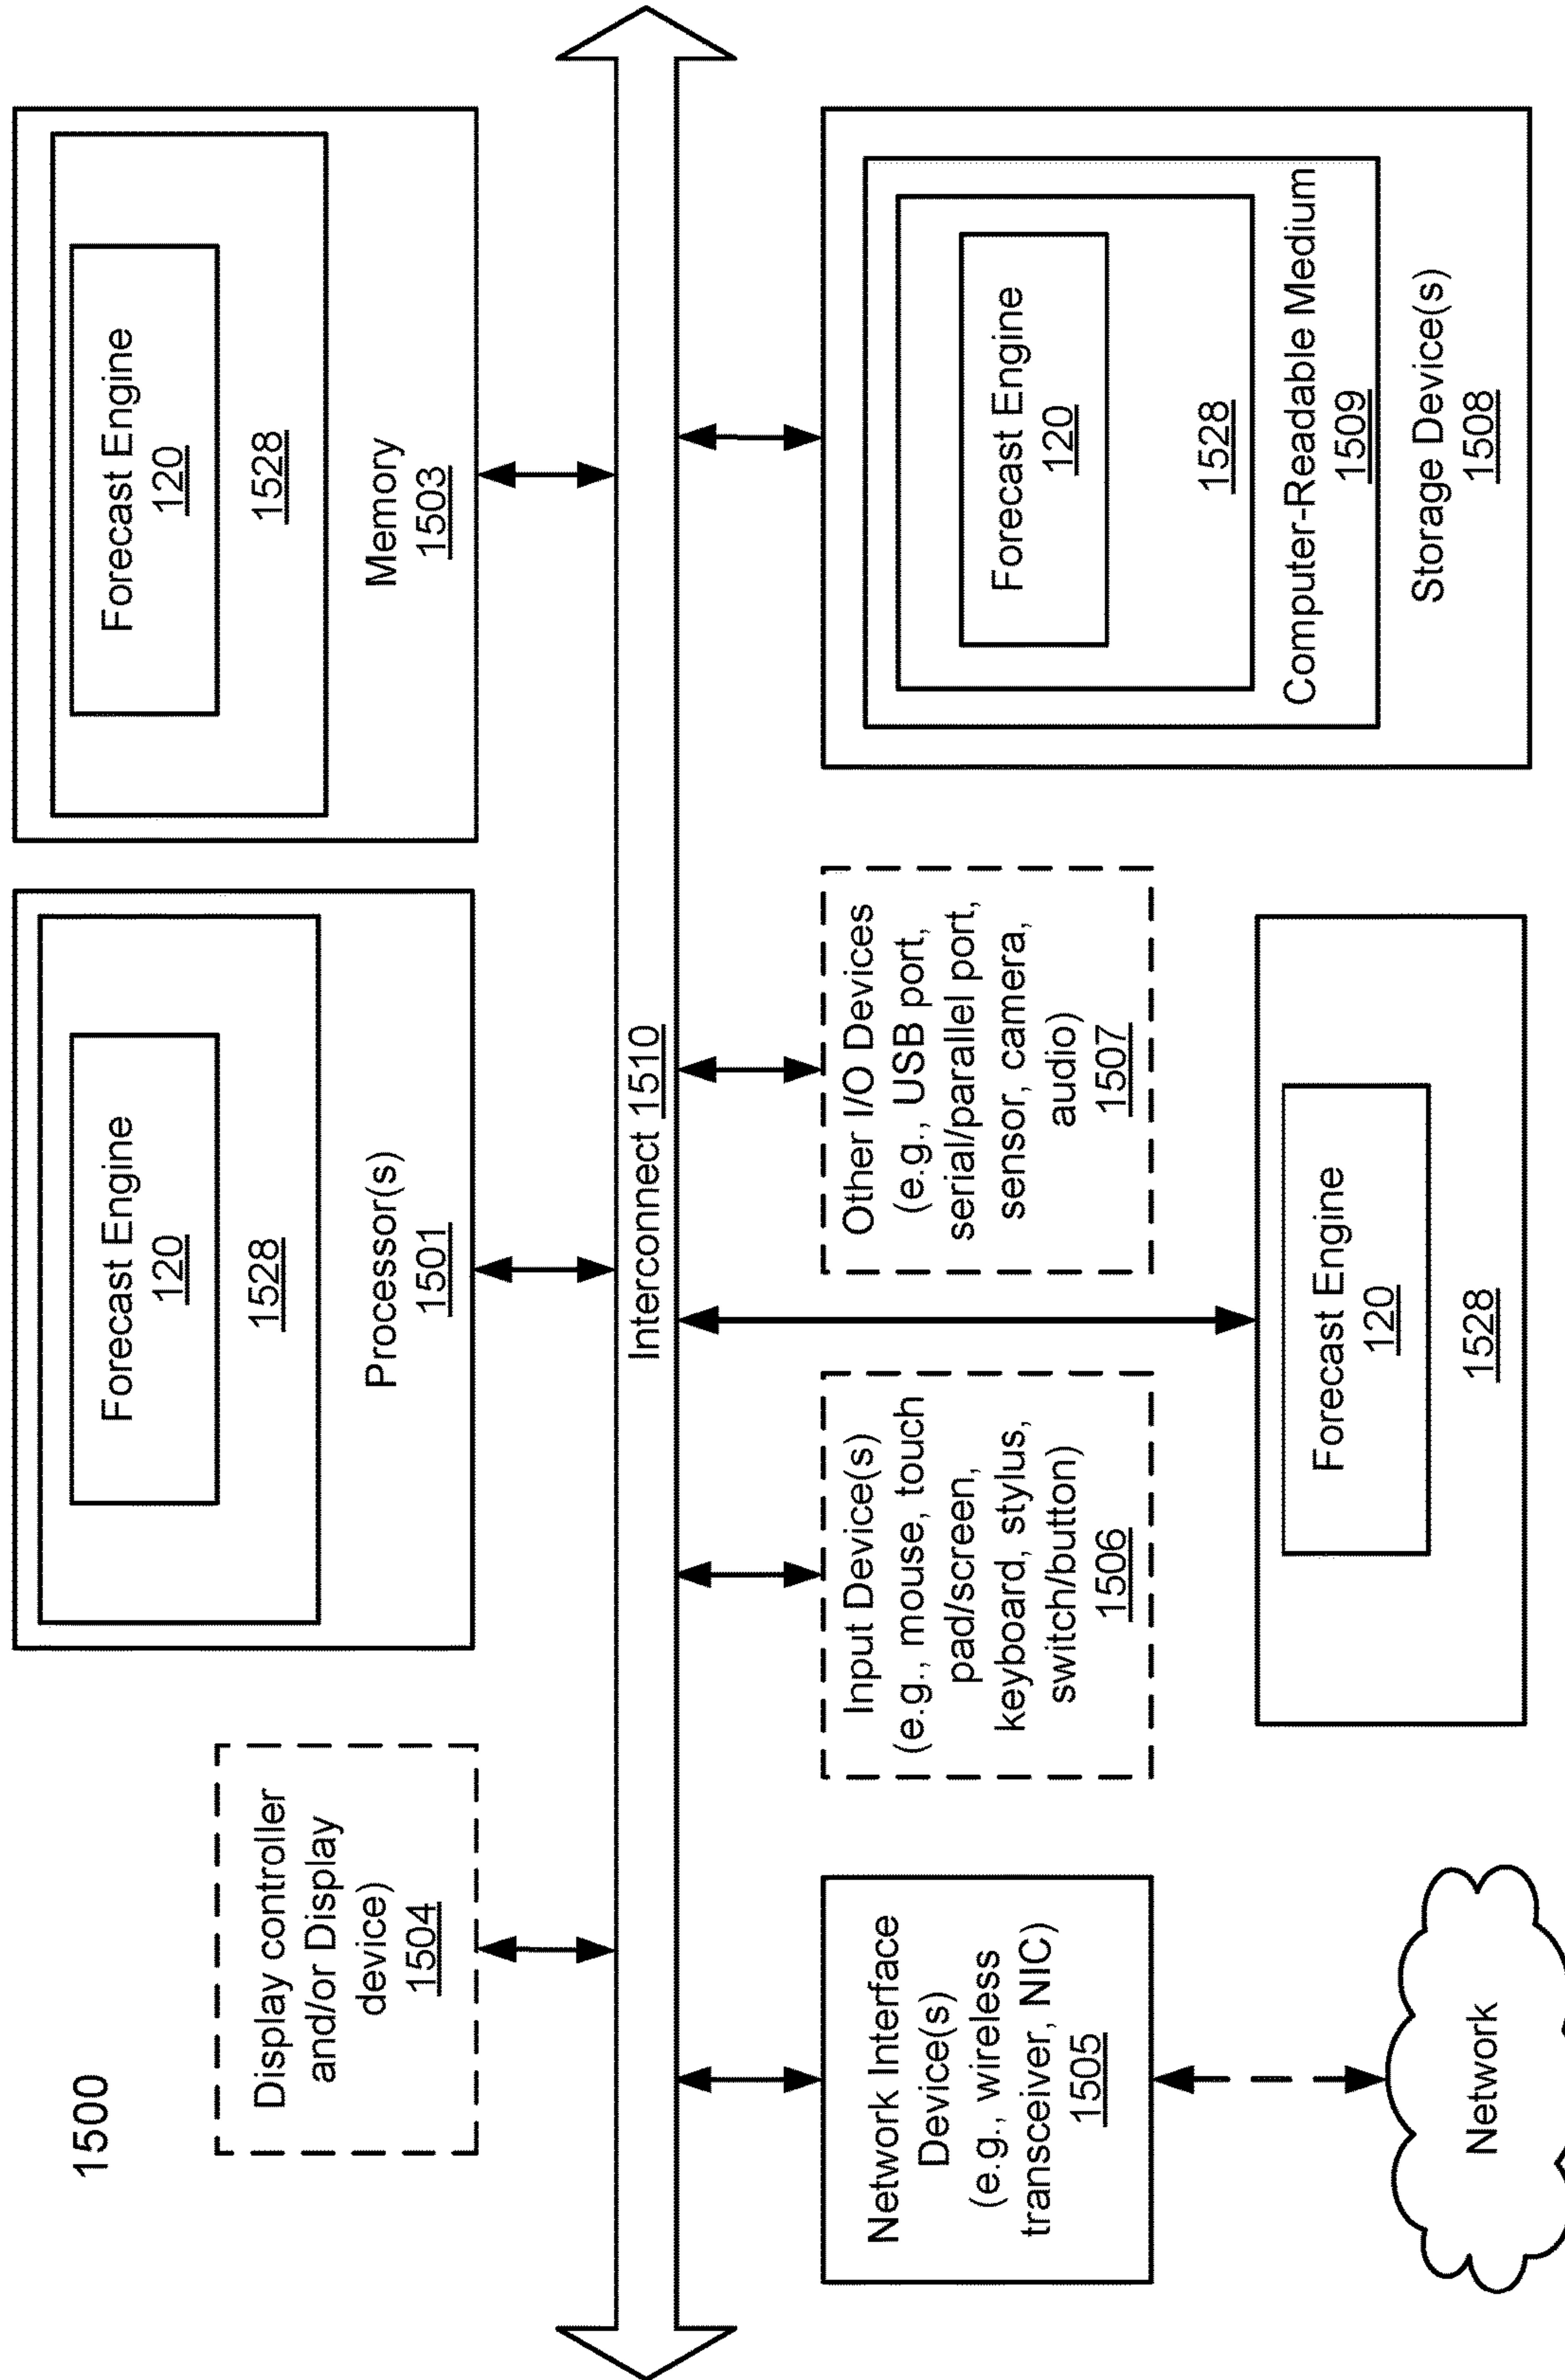 1500
Display controller
and/or Display
device)
1504
Forecast Engine
120
1528
Processor(s)
1501
Forecast Engine
120
1528
Memory
1503
Interconnect 1510
Network Interface
Device(s)
(e.g., wireless
transceiver, NIC)
1505
Input Device(s)
(e.g., mouse, touch
pad/screen,
keyboard, stylus,
switch/button)
1506
Other I/O Devices
(e.g., USB port,
serial/parallel port,
sensor, camera,
audio)
1507
Forecast Engine
120
1528
Computer-Readable Medium
1509
Storage Device(s)
1508
Network
Forecast Engine
120
1528